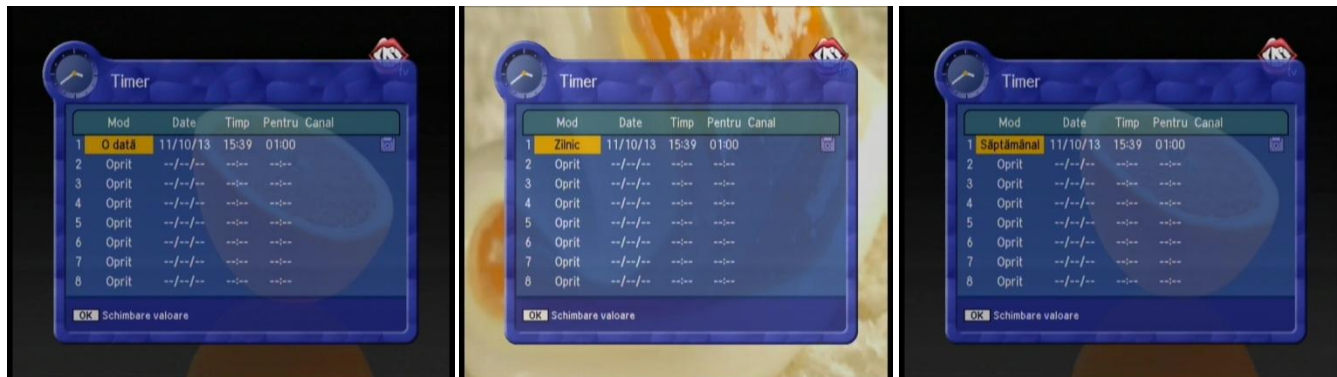 Timer
Mod Date Timp Pentru Canal
1 O dată 11/10/13 15:39 01:00
2 Oprit --/--/-- --:-- --:--
3 Oprit --/--/-- --:-- --:--
4 Oprit --/--/-- --:-- --:--
5 Oprit --/--/-- --:-- --:--
6 Oprit --/--/-- --:-- --:--
7 Oprit --/--/-- --:-- --:--
8 Oprit --/--/-- --:-- --:--
OK Schimbare valoare
Timer
Mod Date Timp Pentru Canal
1 Zilnic 11/10/13 15:39 01:00
2 Oprit --/--/-- --:-- --:--
3 Oprit --/--/-- --:-- --:--
4 Oprit --/--/-- --:-- --:--
5 Oprit --/--/-- --:-- --:--
6 Oprit --/--/-- --:-- --:--
7 Oprit --/--/-- --:-- --:--
8 Oprit --/--/-- --:-- --:--
OK Schimbare valoare
Timer
Mod Date Timp Pentru Canal
1 Săptămânal 11/10/13 15:39 01:00
2 Oprit --/--/-- --:-- --:--
3 Oprit --/--/-- --:-- --:--
4 Oprit --/--/-- --:-- --:--
5 Oprit --/--/-- --:-- --:--
6 Oprit --/--/-- --:-- --:--
7 Oprit --/--/-- --:-- --:--
8 Oprit --/--/-- --:-- --:--
OK Schimbare valoare